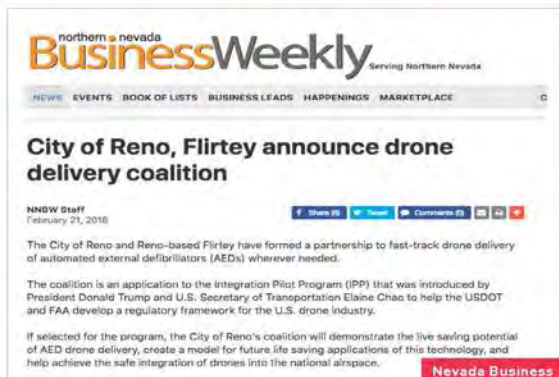 northern nevada
BusinessWeekly Serving Northern Nevada
NEWS EVENTS BOOK OF LISTS BUSINESS LEADS HAPPENINGS MARKETPLACE C
City of Reno, Flirtey announce drone
delivery coalition
NNBW Staff
February 21, 2018
f Share (6) Tweet Comments (0)
The City of Reno and Reno-based Flirtey have formed a partnership to fast-track drone delivery
of automated external defibrillators (AEDs) wherever needed.
The coalition is an application to the Integration Pilot Program (IPP) that was introduced by
President Donald Trump and U.S. Secretary of Transportation Elaine Chao to help the USDOT
and FAA develop a regulatory framework for the U.S. drone industry.
If selected for the program, the City of Reno's coalition will demonstrate the live saving potential
of AED drone delivery, create a model for future life saving applications of this technology, and
help achieve the safe integration of drones into the national airspace.
Nevada Business